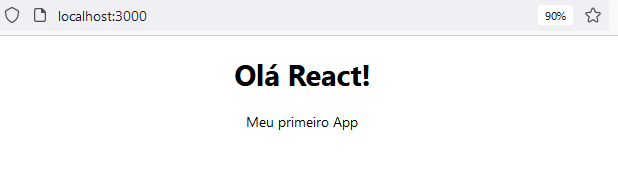 localhost:3000 90%
Olá React!
Meu primeiro App